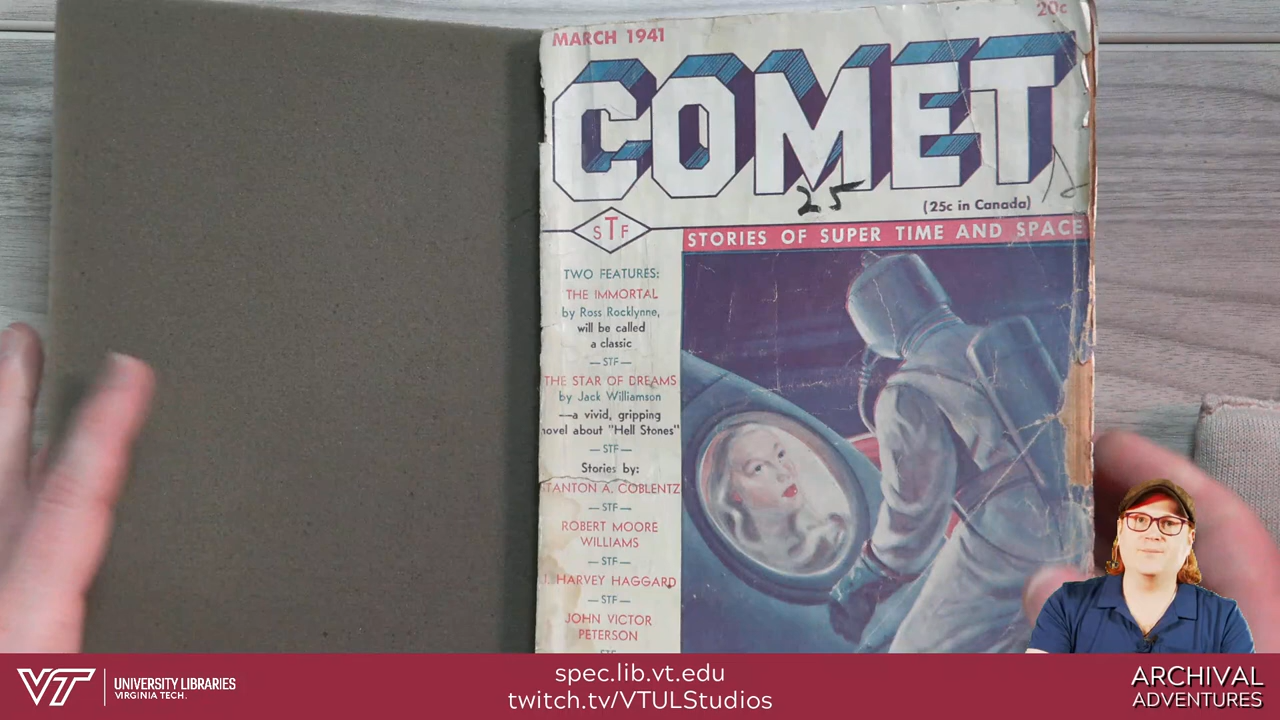 MARCH 1941
20c
COMET
25
(25c in Canada)
STF
STORIES OF SUPER TIME AND SPACE
TWO FEATURES:
THE IMMORTAL
by Ross Rocklynne,
will be called
a classic
—STF—
THE STAR OF DREAMS
by Jack Williamson
—a vivid, gripping
novel about "Hell Stones"
—STF—
Stories by:
STANTON A. COBLENTZ
—STF—
ROBERT MOORE
WILLIAMS
—STF—
J. HARVEY HAGGARD
—STF—
JOHN VICTOR
PETERSON
VT
UNIVERSITY LIBRARIES
VIRGINIA TECH.
spec.lib.vt.edu
twitch.tv/VTULStudios
ARCHIVAL
ADVENTURES